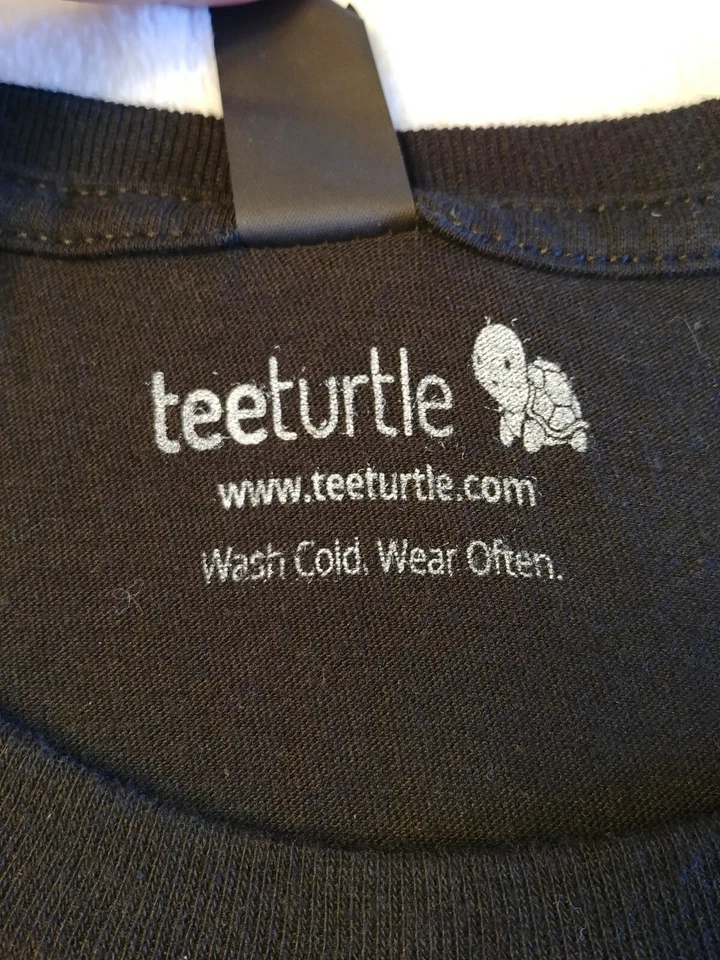 teeturtle
www.teeturtle.com
Wash Cold. Wear Often.